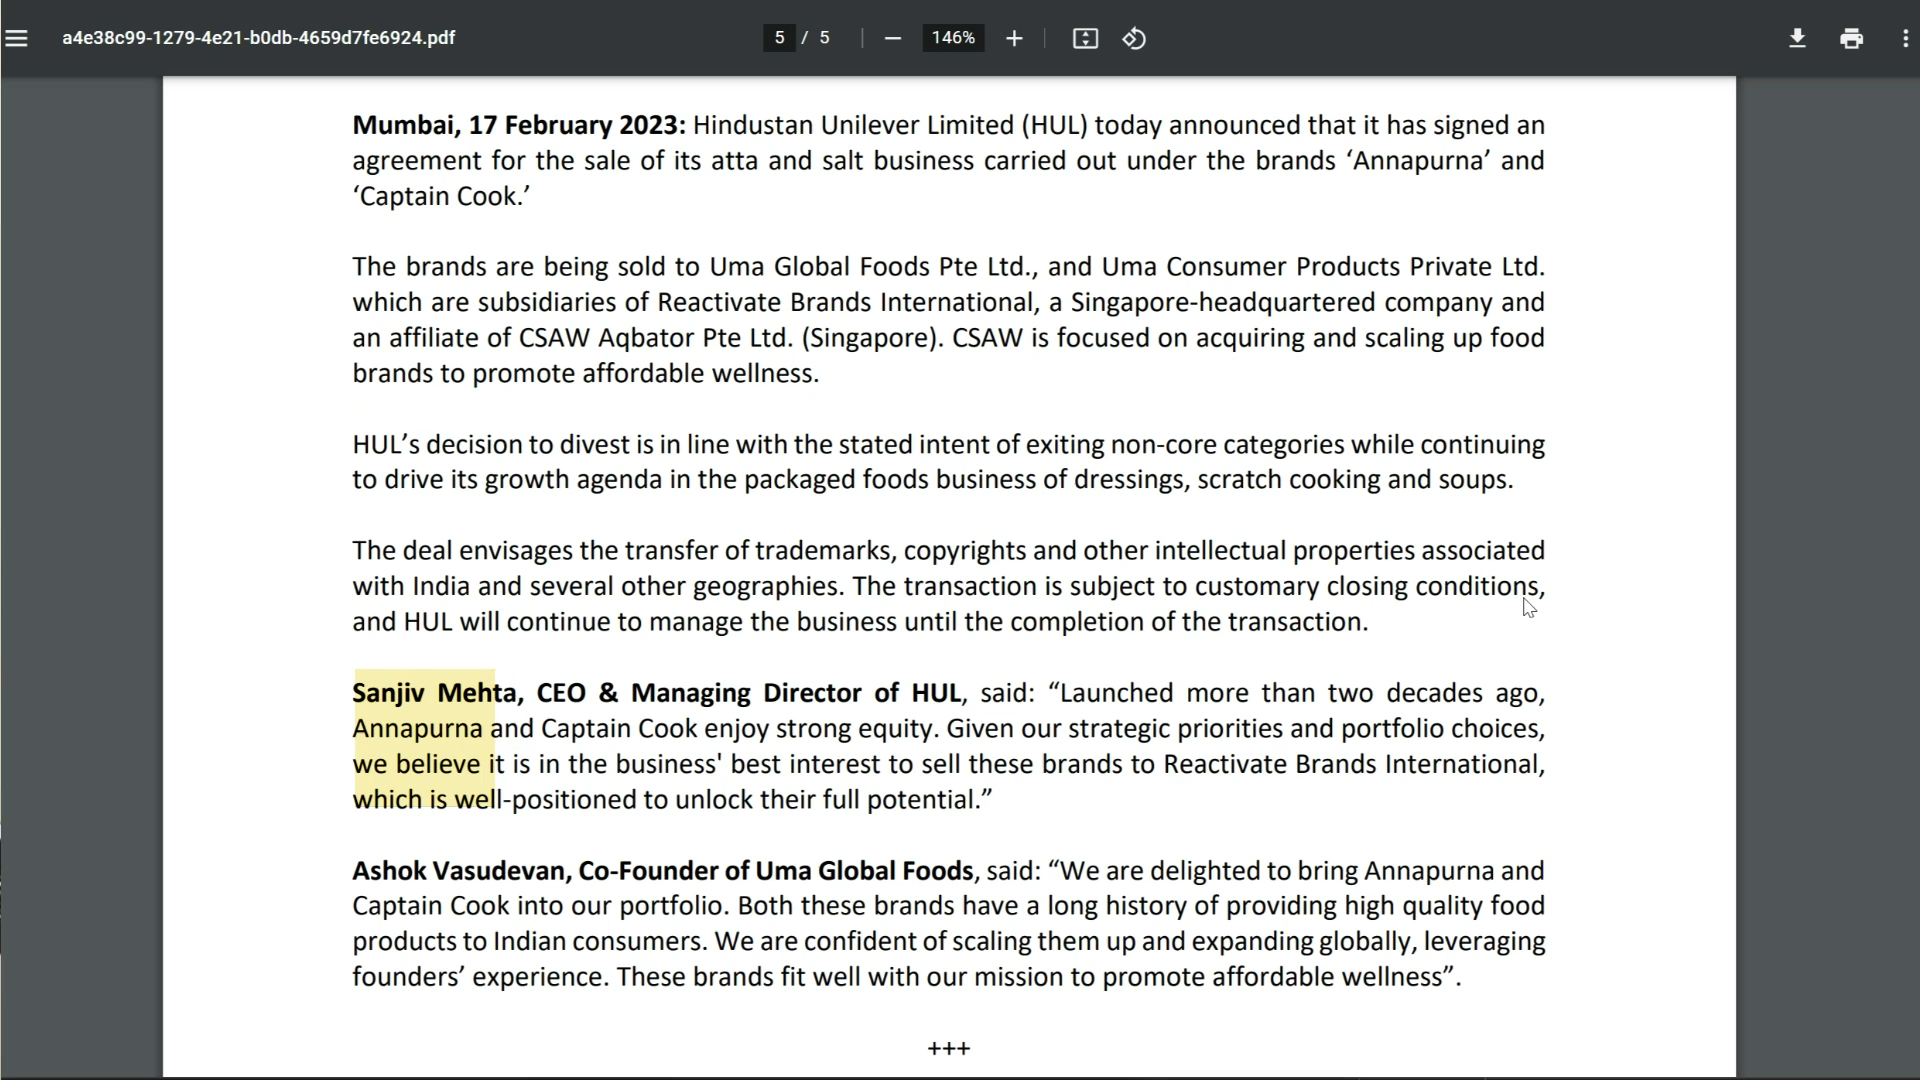 a4e38c99-1279-4e21-b0db-4659d7fe6924.pdf
5 / 5
146%
Mumbai, 17 February 2023: Hindustan Unilever Limited (HUL) today announced that it has signed an
agreement for the sale of its atta and salt business carried out under the brands ‘Annapurna’ and
‘Captain Cook.’
The brands are being sold to Uma Global Foods Pte Ltd., and Uma Consumer Products Private Ltd.
which are subsidiaries of Reactivate Brands International, a Singapore-headquartered company and
an affiliate of CSAW Aqbator Pte Ltd. (Singapore). CSAW is focused on acquiring and scaling up food
brands to promote affordable wellness.
HUL’s decision to divest is in line with the stated intent of exiting non-core categories while continuing
to drive its growth agenda in the packaged foods business of dressings, scratch cooking and soups.
The deal envisages the transfer of trademarks, copyrights and other intellectual properties associated
with India and several other geographies. The transaction is subject to customary closing conditions,
and HUL will continue to manage the business until the completion of the transaction.
Sanjiv Mehta, CEO & Managing Director of HUL, said: “Launched more than two decades ago,
Annapurna and Captain Cook enjoy strong equity. Given our strategic priorities and portfolio choices,
we believe it is in the business' best interest to sell these brands to Reactivate Brands International,
which is well-positioned to unlock their full potential.”
Ashok Vasudevan, Co-Founder of Uma Global Foods, said: “We are delighted to bring Annapurna and
Captain Cook into our portfolio. Both these brands have a long history of providing high quality food
products to Indian consumers. We are confident of scaling them up and expanding globally, leveraging
founders’ experience. These brands fit well with our mission to promote affordable wellness”.
+++